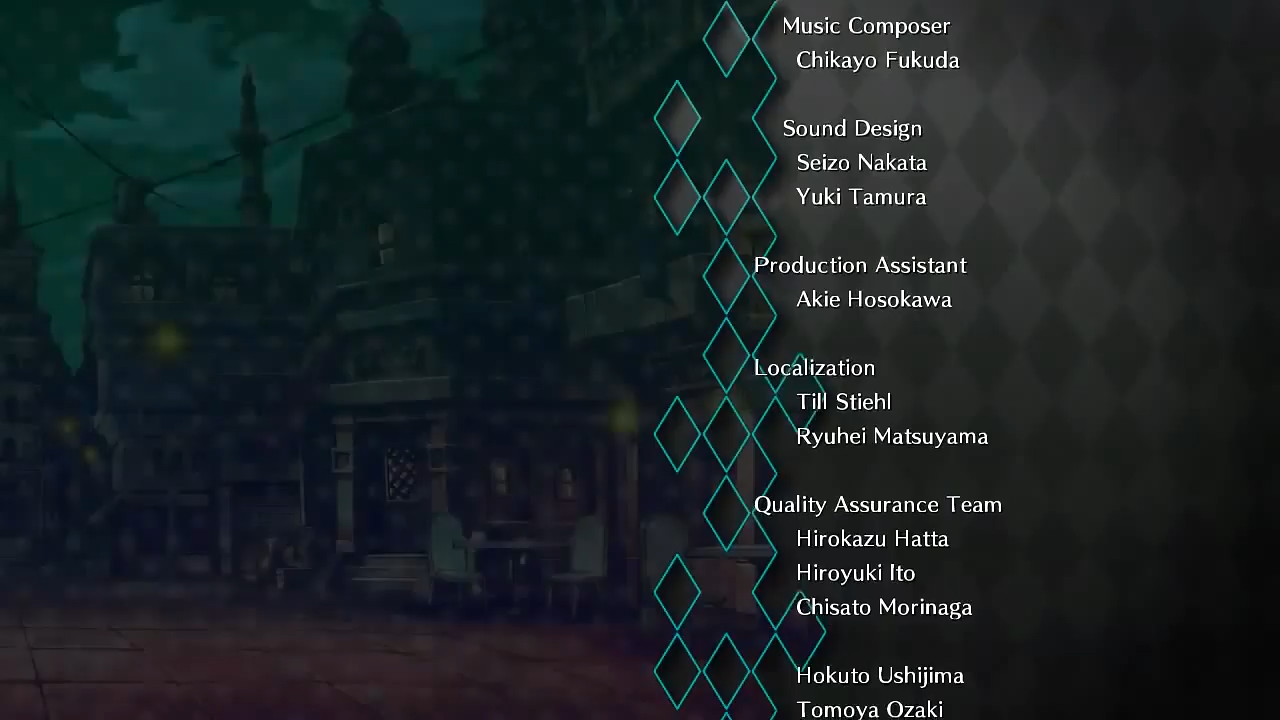 Music Composer
Chikayo Fukuda
Sound Design
Seizo Nakata
Yuki Tamura
Production Assistant
Akie Hosokawa
Localization
Till Stiehl
Ryuhei Matsuyama
Quality Assurance Team
Hirokazu Hatta
Hiroyuki Ito
Chisato Morinaga
Hokuto Ushijima
Tomoya Ozaki